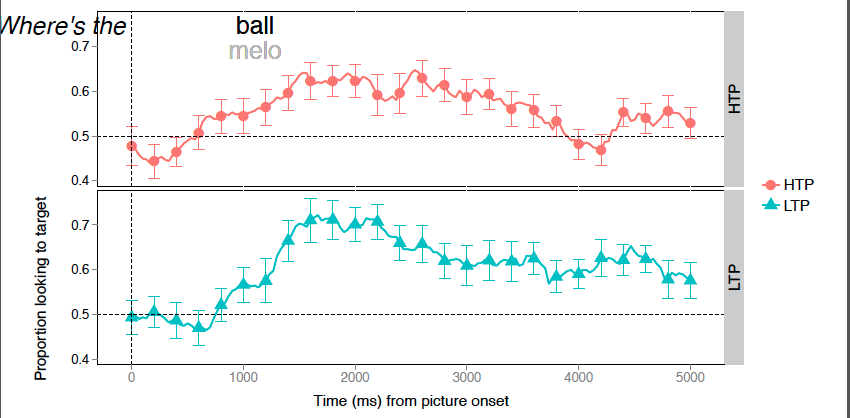 Where's the ball
melo
0.7
0.6
0.5
0.4
HTP
0.7
0.6
0.5
0.4
LTP
HTP
LTP
Proportion looking to target
0 1000 2000 3000 4000 5000
Time (ms) from picture onset